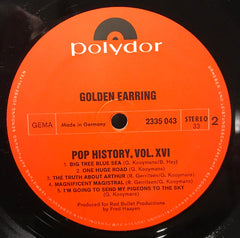 polydor
GOLDEN EARRING
GEMA
Made in Germany
2335 043
STEREO 2
33
POP HISTORY, VOL. XVI
1. BIG TREE BLUE SEA (G. Kooymans/B. Hay)
2. ONE HUGE ROAD (G. Kooymans)
3. THE TRUTH ABOUT ARTHUR (R. Gerritsen/G. Kooymans)
4. MAGNIFICENT MAGISTRAL (R. Gerritsen/G. Kooymans)
5. I'M GOING TO SEND MY PIGEONS TO THE SKY
(G. Kooymans)
Produced for Red Bullet Productions
by Fred Haayen